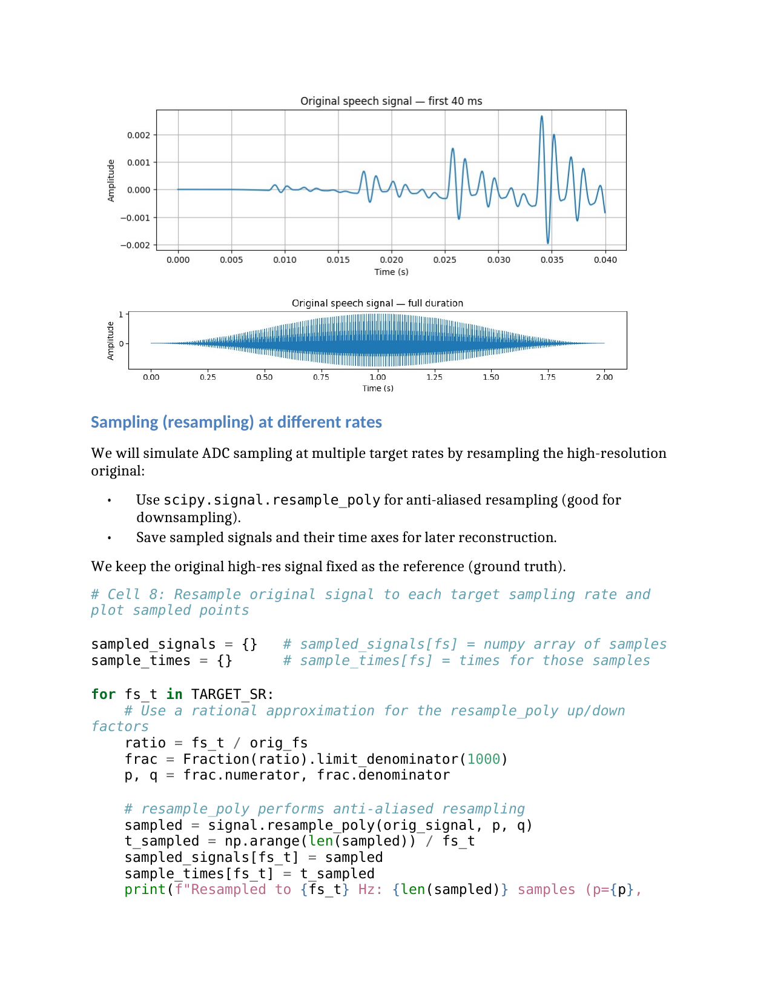 Original speech signal — first 40 ms
0.002
0.001
0.000
−0.001
−0.002
Amplitude
0.000 0.005 0.010 0.015 0.020 0.025 0.030 0.035 0.040
Time (s)
Original speech signal — full duration
1
0
Amplitude
0.00 0.25 0.50 0.75 1.00 1.25 1.50 1.75 2.00
Time (s)
Sampling (resampling) at different rates
We will simulate ADC sampling at multiple target rates by resampling the high-resolution
original:
• Use scipy.signal.resample_poly for anti-aliased resampling (good for
downsampling).
• Save sampled signals and their time axes for later reconstruction.
We keep the original high-res signal fixed as the reference (ground truth).
# Cell 8: Resample original signal to each target sampling rate and
plot sampled points
sampled_signals = {}   # sampled_signals[fs] = numpy array of samples
sample_times = {}      # sample_times[fs] = times for those samples
for fs_t in TARGET_SR:
    # Use a rational approximation for the resample_poly up/down
factors
    ratio = fs_t / orig_fs
    frac = Fraction(ratio).limit_denominator(1000)
    p, q = frac.numerator, frac.denominator
    # resample_poly performs anti-aliased resampling
    sampled = signal.resample_poly(orig_signal, p, q)
    t_sampled = np.arange(len(sampled)) / fs_t
    sampled_signals[fs_t] = sampled
    sample_times[fs_t] = t_sampled
    print(f"Resampled to {fs_t} Hz: {len(sampled)} samples (p={p},